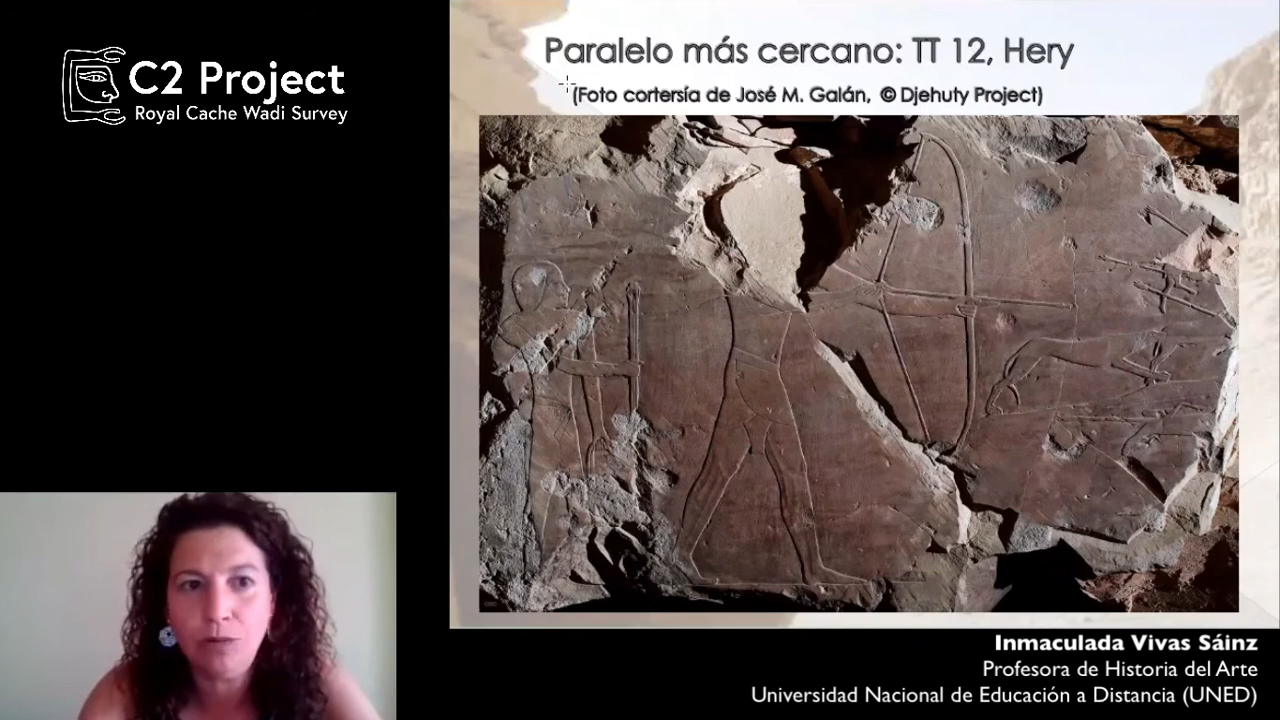 C2 Project
Royal Cache Wadi Survey
Paralelo más cercano: TT 12, Hery
(Foto cortersía de José M. Galán, © Djehuty Project)
Inmaculada Vivas Sáinz
Profesora de Historia del Arte
Universidad Nacional de Educación a Distancia (UNED)